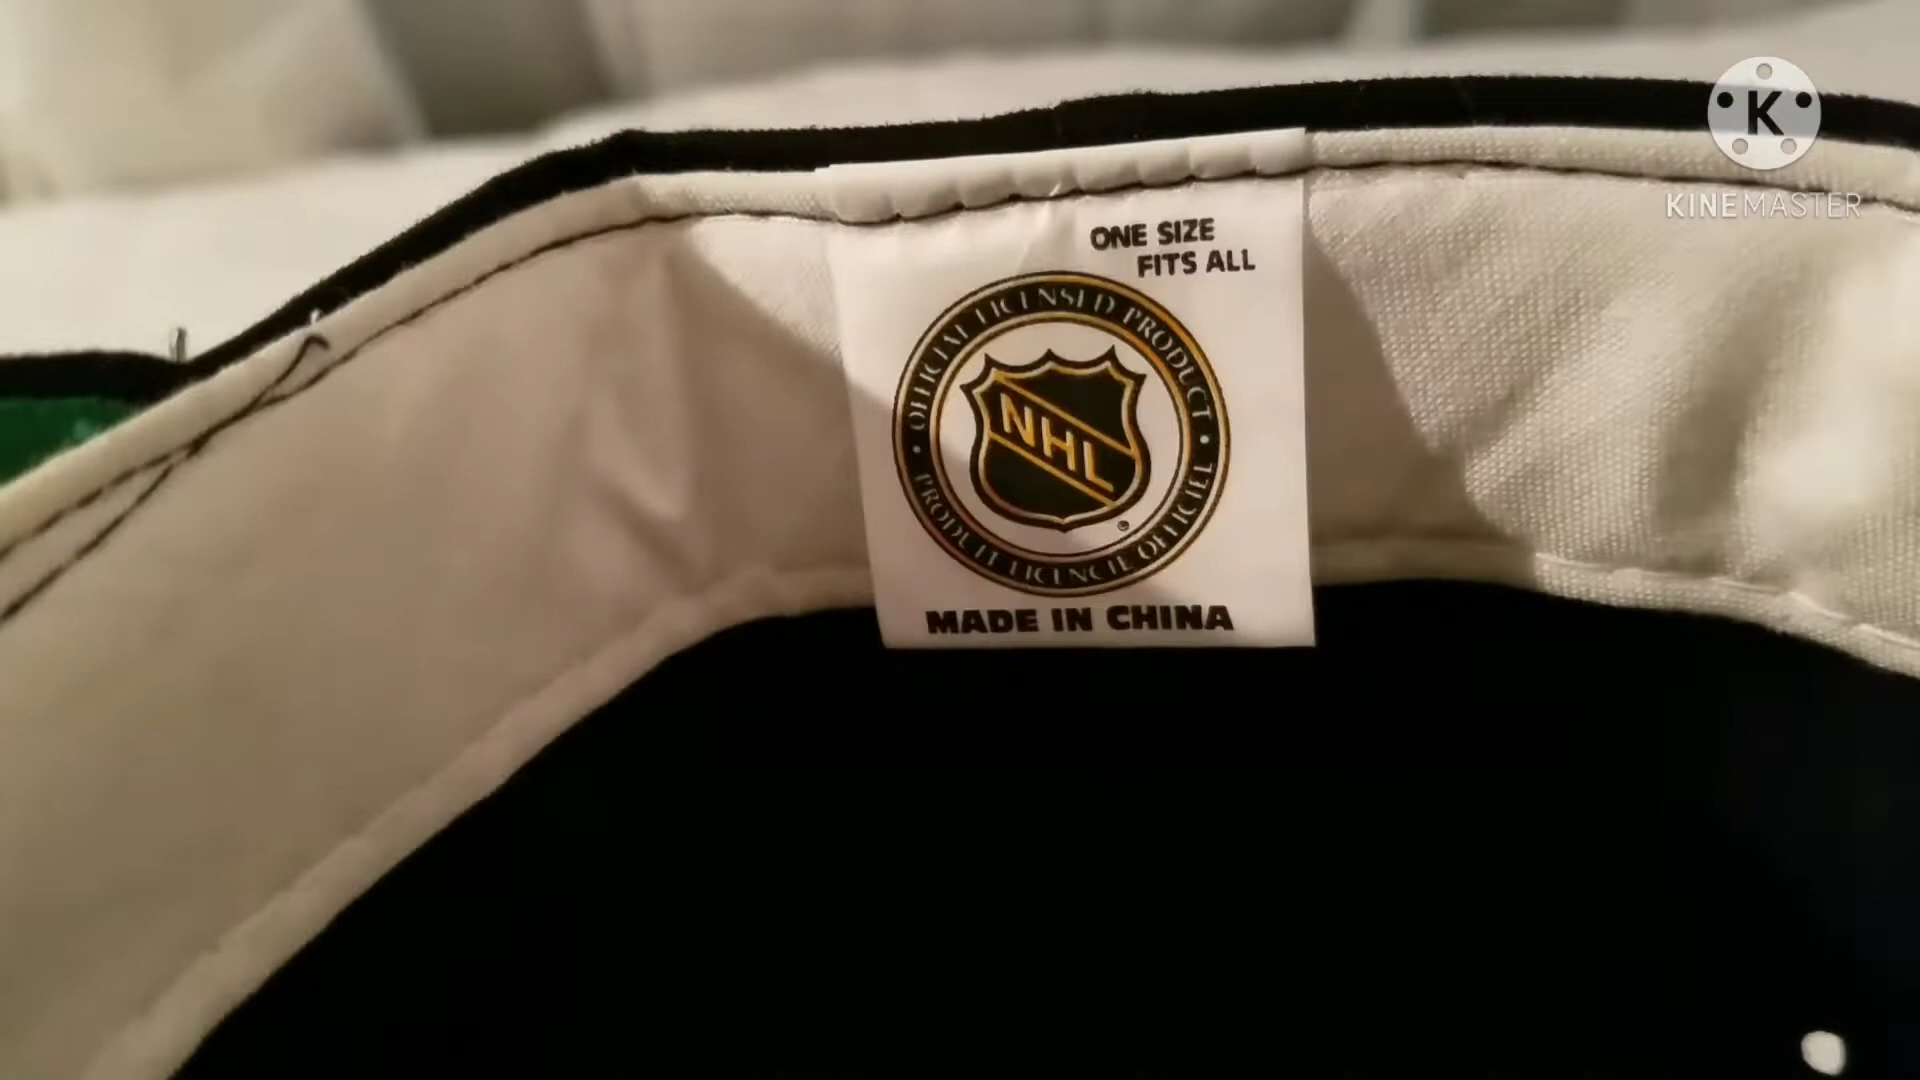 K
KINEMASTER
ONE SIZE
FITS ALL
OFFICIAL LICENSED PRODUCT
NHL
®
PRODUIT LICENCIE OFFICIEL
MADE IN CHINA